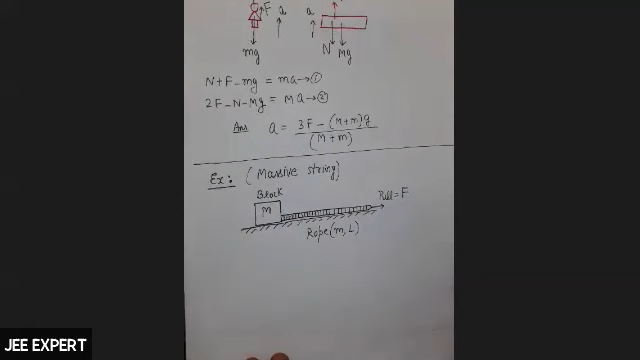 F a a
mg N Mg
N+F-mg = ma→①
2F-N-Mg = Ma→②
Ans a = 3F-(M+m)g
(M+m)
Ex: (Massive string)
Block
M Pull = F
Rope(m, L)
JEE EXPERT